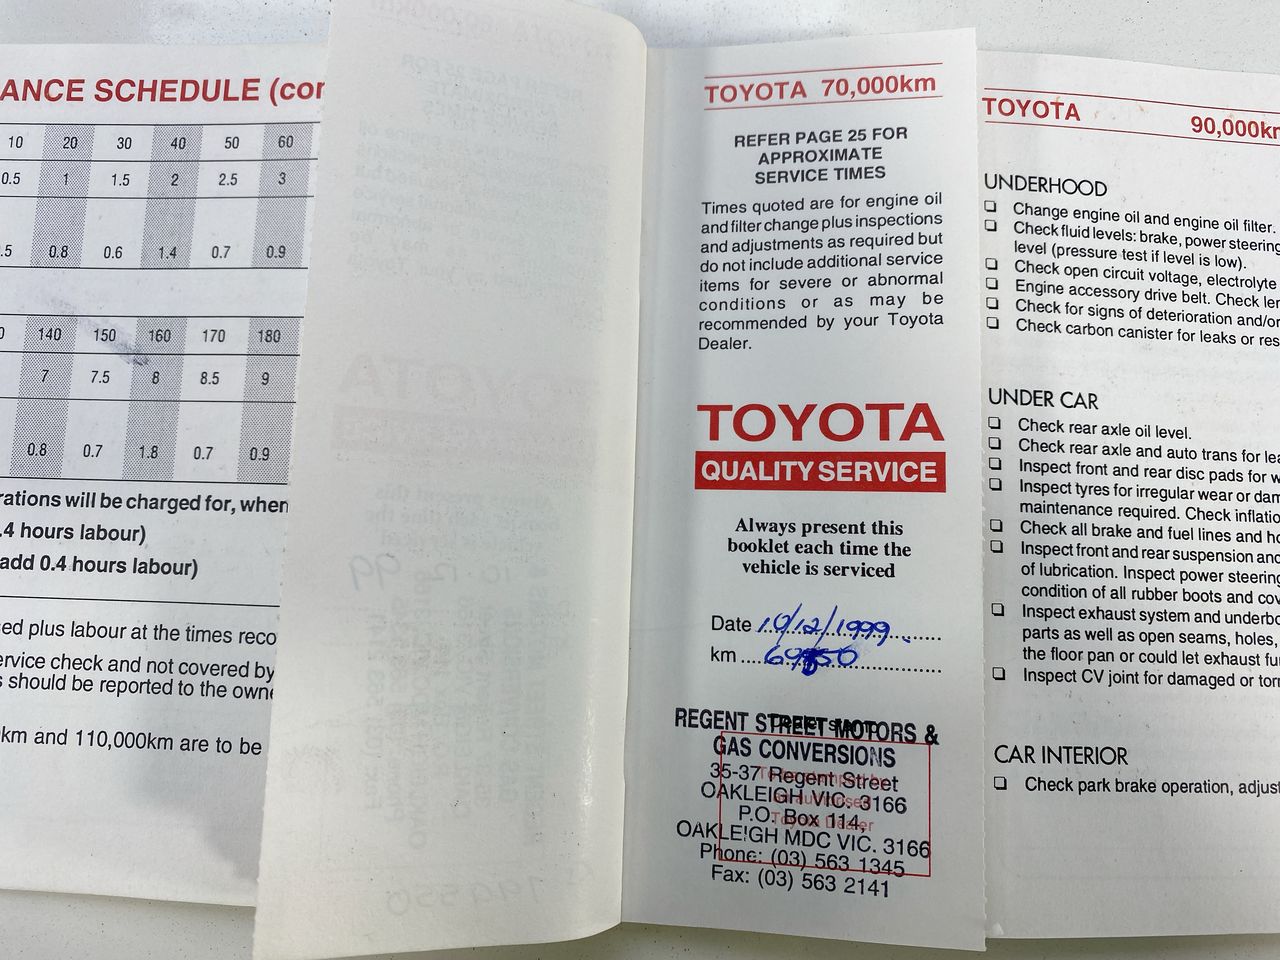 ANCE SCHEDULE (cor
10 20 30 40 50 60
0.5 1 1.5 2 2.5 3
.5 0.8 0.6 1.4 0.7 0.9
140 150 160 170 180
7 7.5 8 8.5 9
0.8 0.7 1.8 0.7 0.9
rations will be charged for, when
.4 hours labour)
add 0.4 hours labour)
sed plus labour at the times reco
ervice check and not covered by
s should be reported to the owne
km and 110,000km are to be
TOYOTA 70,000km
REFER PAGE 25 FOR
APPROXIMATE
SERVICE TIMES
Times quoted are for engine oil
and filter change plus inspections
and adjustments as required but
do not include additional service
items for severe or abnormal
conditions or as may be
recommended by your Toyota
Dealer.
TOYOTA
QUALITY SERVICE
Always present this
booklet each time the
vehicle is serviced
Date 10/12/1999
km
REGENT STREET MOTORS &
GAS CONVERSIONS
35-37 Regent Street
OAKLEIGH VIC. 3166
P.O. Box 114,
OAKLEIGH MDC VIC. 3166
Phone: (03) 563 1345
Fax: (03) 563 2141
Toyota Dealer
TOYOTA 90,000km
UNDERHOOD
❏ Change engine oil and engine oil filter.
❏ Check fluid levels: brake, power steering
level (pressure test if level is low).
❏ Check open circuit voltage, electrolyte
❏ Engine accessory drive belt. Check ler
❏ Check for signs of deterioration and/or
❏ Check carbon canister for leaks or res
UNDER CAR
❏ Check rear axle oil level.
❏ Check rear axle and auto trans for lea
❏ Inspect front and rear disc pads for w
❏ Inspect tyres for irregular wear or dam
maintenance required. Check inflatio
❏ Check all brake and fuel lines and ho
❏ Inspect front and rear suspension and
of lubrication. Inspect power steering
condition of all rubber boots and cov
❏ Inspect exhaust system and underbo
parts as well as open seams, holes,
the floor pan or could let exhaust fu
❏ Inspect CV joint for damaged or torn
CAR INTERIOR
❏ Check park brake operation, adjust